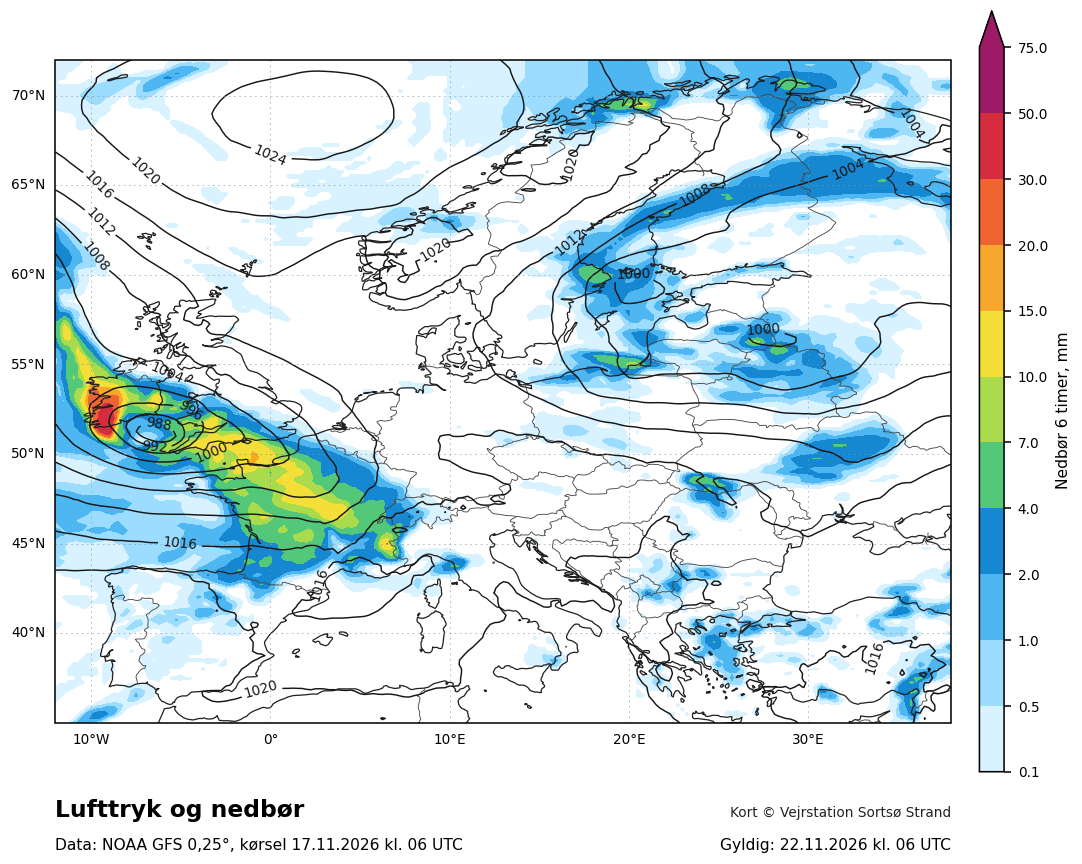 75.0
50.0
30.0
20.0
15.0
10.0
7.0
4.0
2.0
1.0
0.5
0.1
Nedbør 6 timer, mm
70°N
65°N
60°N
55°N
50°N
45°N
40°N
10°W
0°
10°E
20°E
30°E
1024
1020
1016
1012
1008
1020
1020
1004
1004
1008
1012
1000
1000
1004
996
988
992
1000
1016
1016
1020
1016
Lufttryk og nedbør
Kort © Vejrstation Sortsø Strand
Data: NOAA GFS 0,25°, kørsel 17.11.2026 kl. 06 UTC
Gyldig: 22.11.2026 kl. 06 UTC